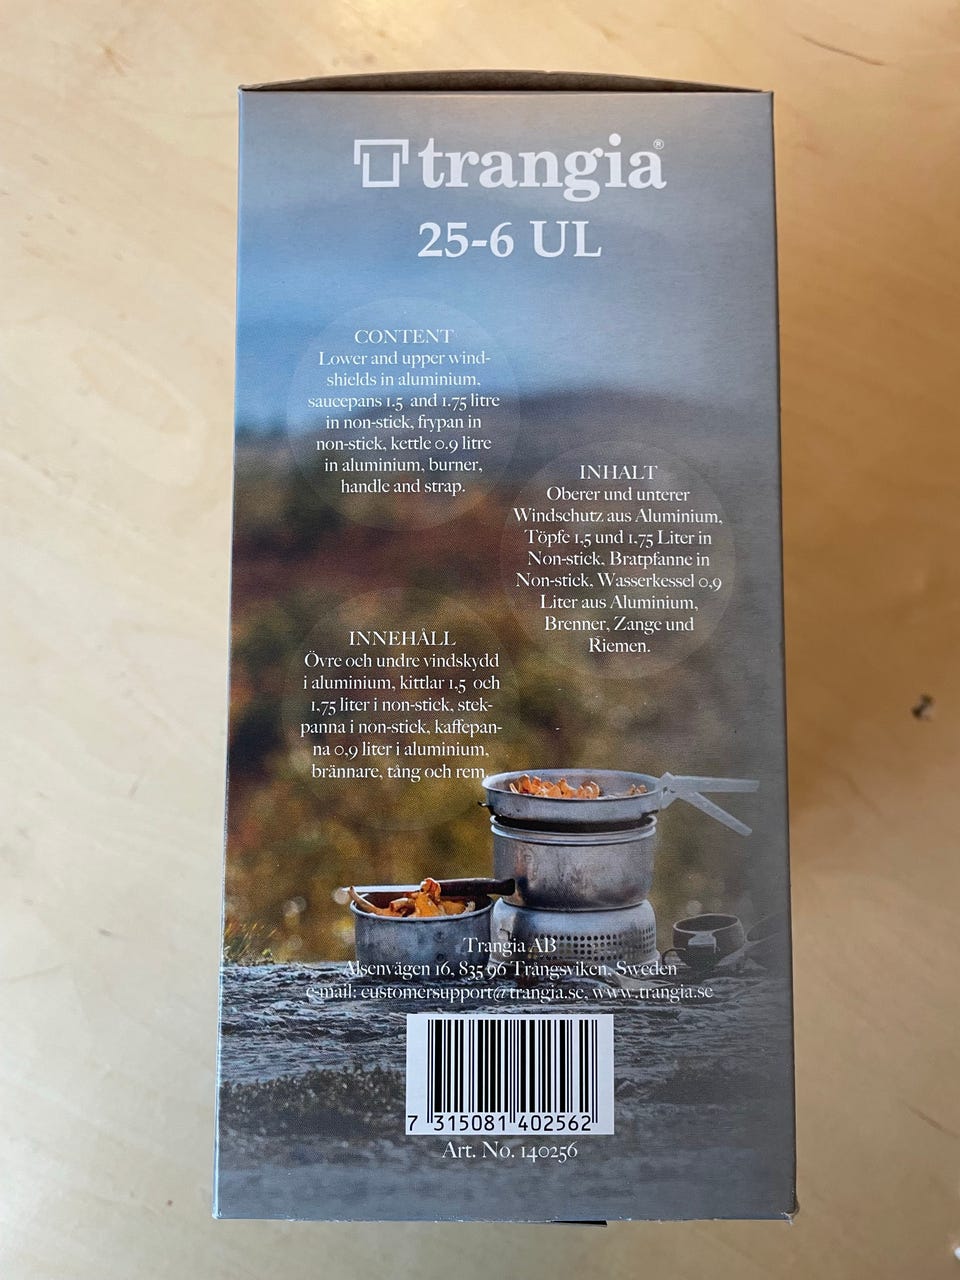 trangia®
25-6 UL
CONTENT
Lower and upper wind-
shields in aluminium,
saucepans 1.5 and 1.75 litre
in non-stick, frypan in
non-stick, kettle 0.9 litre
in aluminium, burner,
handle and strap.
INHALT
Oberer und unterer
Windschutz aus Aluminium,
Töpfe 1,5 und 1,75 Liter in
Non-stick, Bratpfanne in
Non-stick, Wasserkessel 0,9
Liter aus Aluminium,
Brenner, Zange und
Riemen.
INNEHÅLL
Övre och undre vindskydd
i aluminium, kittlar 1,5 och
1,75 liter i non-stick, stek-
panna i non-stick, kaffepan-
na 0,9 liter i aluminium,
brännare, tång och rem.
Trangia AB
Alsenvägen 16, 835 96 Trångsviken, Sweden
e-mail: customersupport@trangia.se, www.trangia.se
7 315081 402562
Art. No. 140256